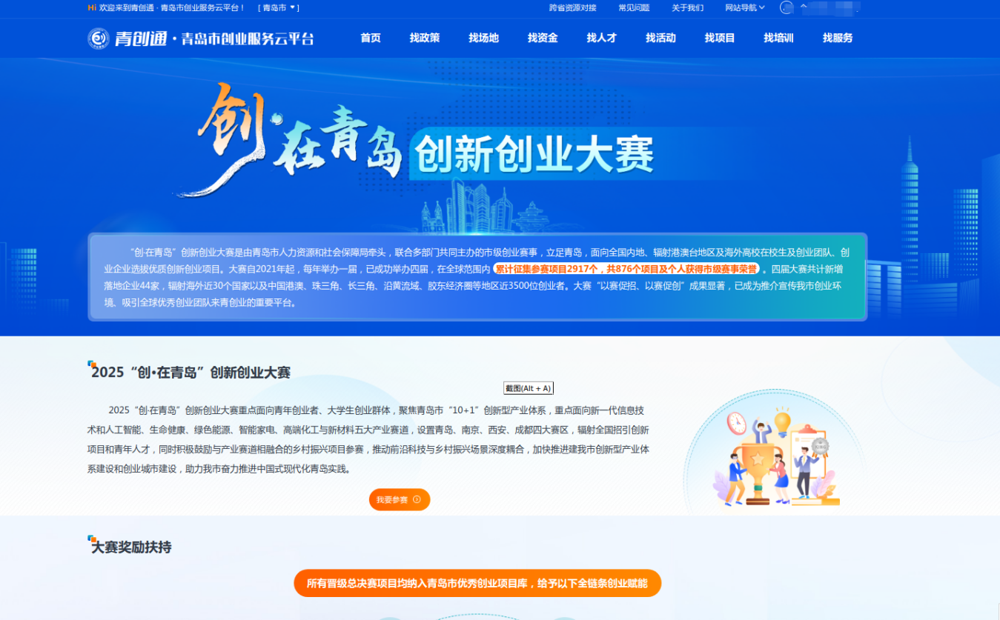 Hi 欢迎来到青创通 · 青岛市创业服务云平台！ [ 青岛市 ▼ ] 跨省资源对接 常见问题 关于我们 网站导航
青创通 · 青岛市创业服务云平台 首页 找政策 找场地 找资金 找人才 找活动 找项目 找培训 找服务
创·在青岛 创新创业大赛
“创·在青岛”创新创业大赛是由青岛市人力资源和社会保障局牵头，联合多部门共同主办的市级创业赛事，立足青岛，面向全国内地、辐射港澳台地区及海外高校在校生及创业团队、创
业企业选拔优质创新创业项目。大赛自2021年起，每年举办一届，已成功举办四届，在全球范围内 累计征集参赛项目2917个，共876个项目及个人获得市级赛事荣誉 。四届大赛共计新增
落地企业44家，辐射海外近30个国家以及中国港澳、珠三角、长三角、沿黄流域、胶东经济圈等地区近3500位创业者。大赛“以赛促招、以赛促创”成果显著，已成为推介宣传我市创业环
境、吸引全球优秀创业团队来青创业的重要平台。
2025“创·在青岛”创新创业大赛
截图(Alt + A)
2025“创·在青岛”创新创业大赛重点面向青年创业者、大学生创业群体，聚焦青岛市“10+1”创新型产业体系，重点面向新一代信息技
术和人工智能、生命健康、绿色能源、智能家电、高端化工与新材料五大产业赛道，设置青岛、南京、西安、成都四大赛区，辐射全国招引创新
项目和青年人才，同时积极鼓励与产业赛道相融合的乡村振兴项目参赛，推动前沿科技与乡村振兴场景深度耦合，加快推进建我市创新型产业体
系建设和创业城市建设，助力我市奋力推进中国式现代化青岛实践。
我要参赛
大赛奖励扶持
所有晋级总决赛项目均纳入青岛市优秀创业项目库，给予以下全链条创业赋能